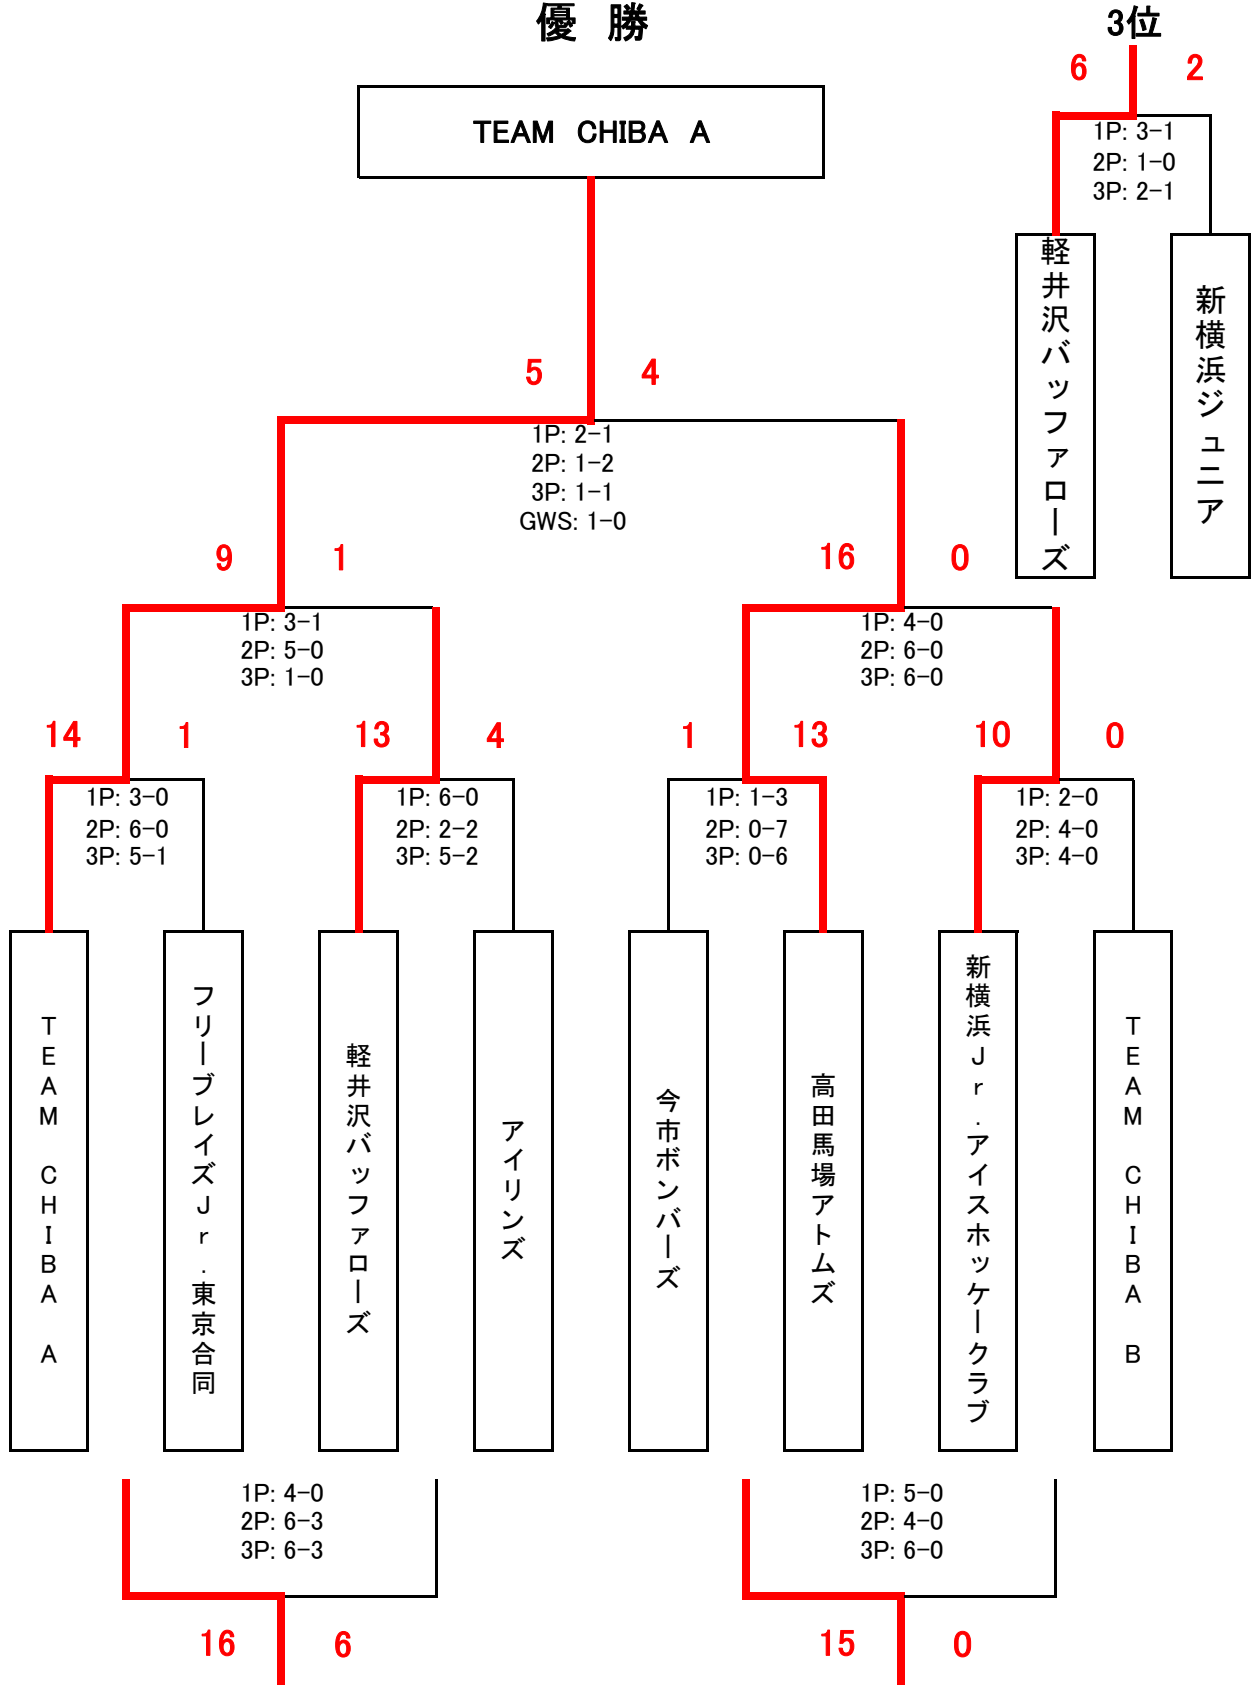 優 勝
3位
6 2
TEAM CHIBA A
1P: 3-1
2P: 1-0
3P: 2-1
軽井沢バッファローズ
新横浜ジュニア
5 4
1P: 2-1
2P: 1-2
3P: 1-1
GWS: 1-0
9 1
16 0
1P: 3-1
2P: 5-0
3P: 1-0
1P: 4-0
2P: 6-0
3P: 6-0
14 1
13 4
1 13
10 0
1P: 3-0
2P: 6-0
3P: 5-1
1P: 6-0
2P: 2-2
3P: 5-2
1P: 1-3
2P: 0-7
3P: 0-6
1P: 2-0
2P: 4-0
3P: 4-0
TEAM CHIBA A
フリーブレイズJr.東京合同
軽井沢バッファローズ
アイリンズ
今市ボンバーズ
高田馬場アトムズ
新横浜Jr.アイスホッケークラブ
TEAM CHIBA B
1P: 4-0
2P: 6-3
3P: 6-3
1P: 5-0
2P: 4-0
3P: 6-0
16 6
15 0